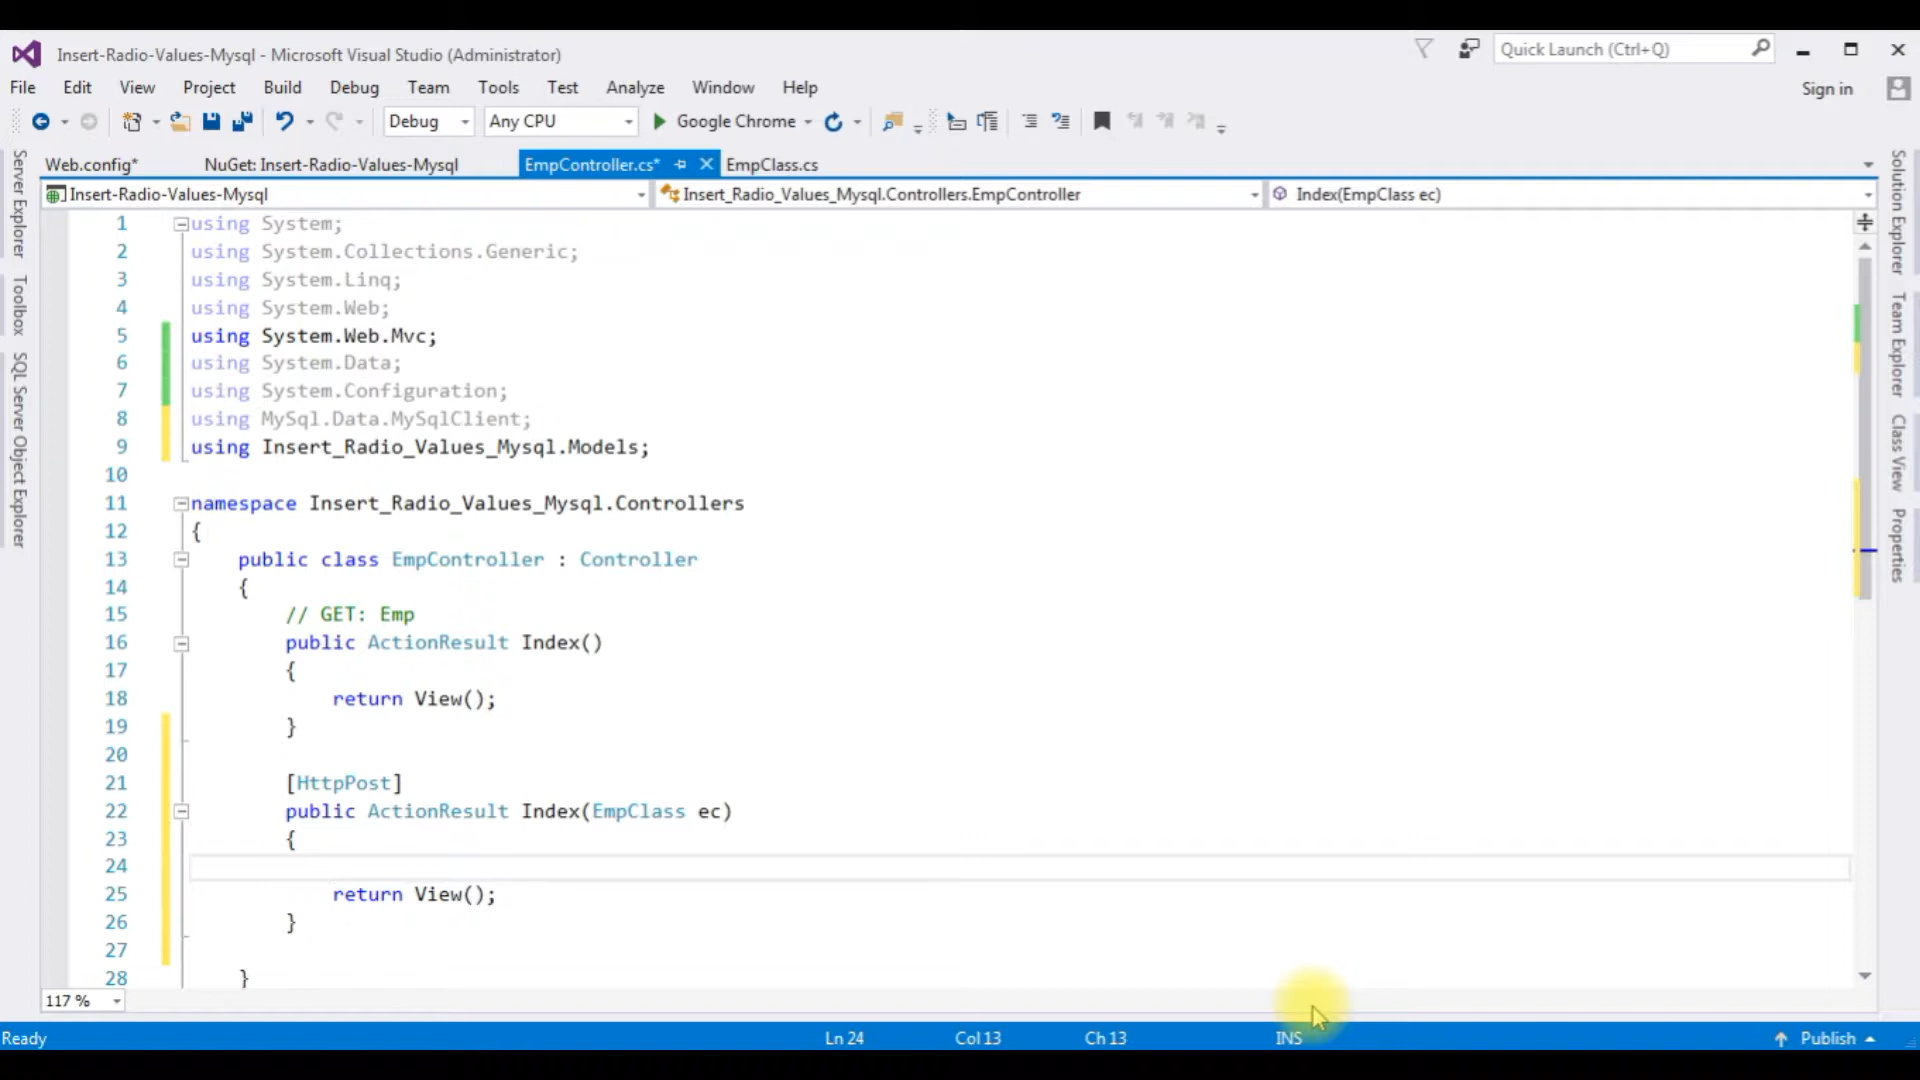 Insert-Radio-Values-Mysql - Microsoft Visual Studio (Administrator)
Quick Launch (Ctrl+Q)
File Edit View Project Build Debug Team Tools Test Analyze Window Help
Sign in
Debug Any CPU Google Chrome
Web.config* NuGet: Insert-Radio-Values-Mysql EmpController.cs* EmpClass.cs
Insert-Radio-Values-Mysql Insert_Radio_Values_Mysql.Controllers.EmpController Index(EmpClass ec)
Server Explorer
Toolbox
SQL Server Object Explorer
1 using System;
2 using System.Collections.Generic;
3 using System.Linq;
4 using System.Web;
5 using System.Web.Mvc;
6 using System.Data;
7 using System.Configuration;
8 using MySql.Data.MySqlClient;
9 using Insert_Radio_Values_Mysql.Models;
10
11 namespace Insert_Radio_Values_Mysql.Controllers
12 {
13 public class EmpController : Controller
14 {
15 // GET: Emp
16 public ActionResult Index()
17 {
18 return View();
19 }
20
21 [HttpPost]
22 public ActionResult Index(EmpClass ec)
23 {
24
25 return View();
26 }
27
28 }
Solution Explorer
Team Explorer
Class View
Properties
117 %
Ready Ln 24 Col 13 Ch 13 INS Publish